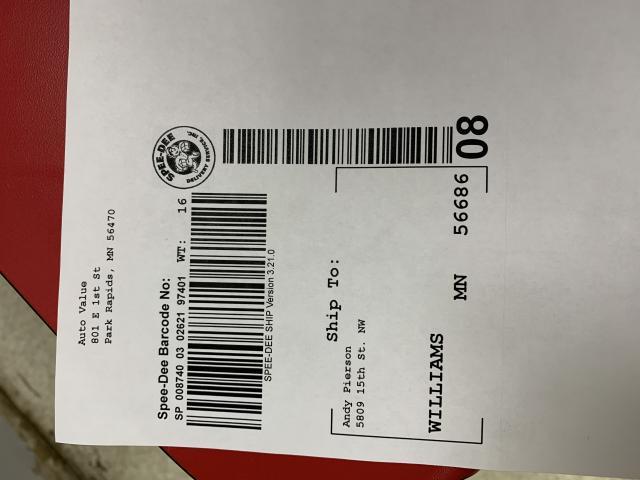 Auto Value
801 E 1st St
Park Rapids, MN 56470
SPEE-DEE
DELIVERY SERVICE, INC.
Spee-Dee Barcode No:
SP 008740 03 02621 97401 WT: 16
SPEE-DEE SHIP Version 3.21.0
Ship To:
Andy Pierson
5809 15th St. NW
WILLIAMS MN 56686
08